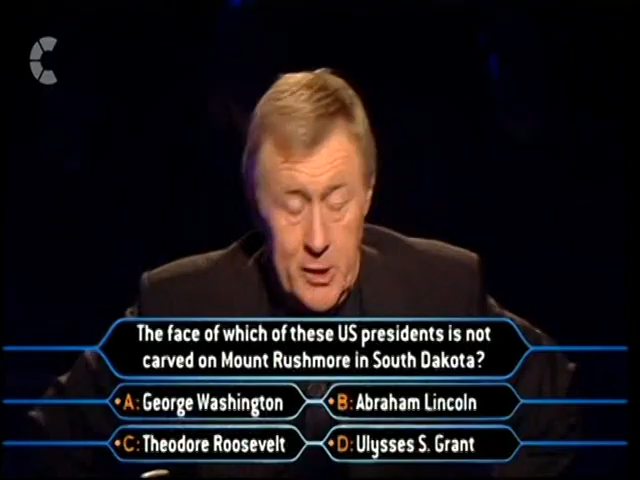 The face of which of these US presidents is not
carved on Mount Rushmore in South Dakota?
A: George Washington
B: Abraham Lincoln
C: Theodore Roosevelt
D: Ulysses S. Grant